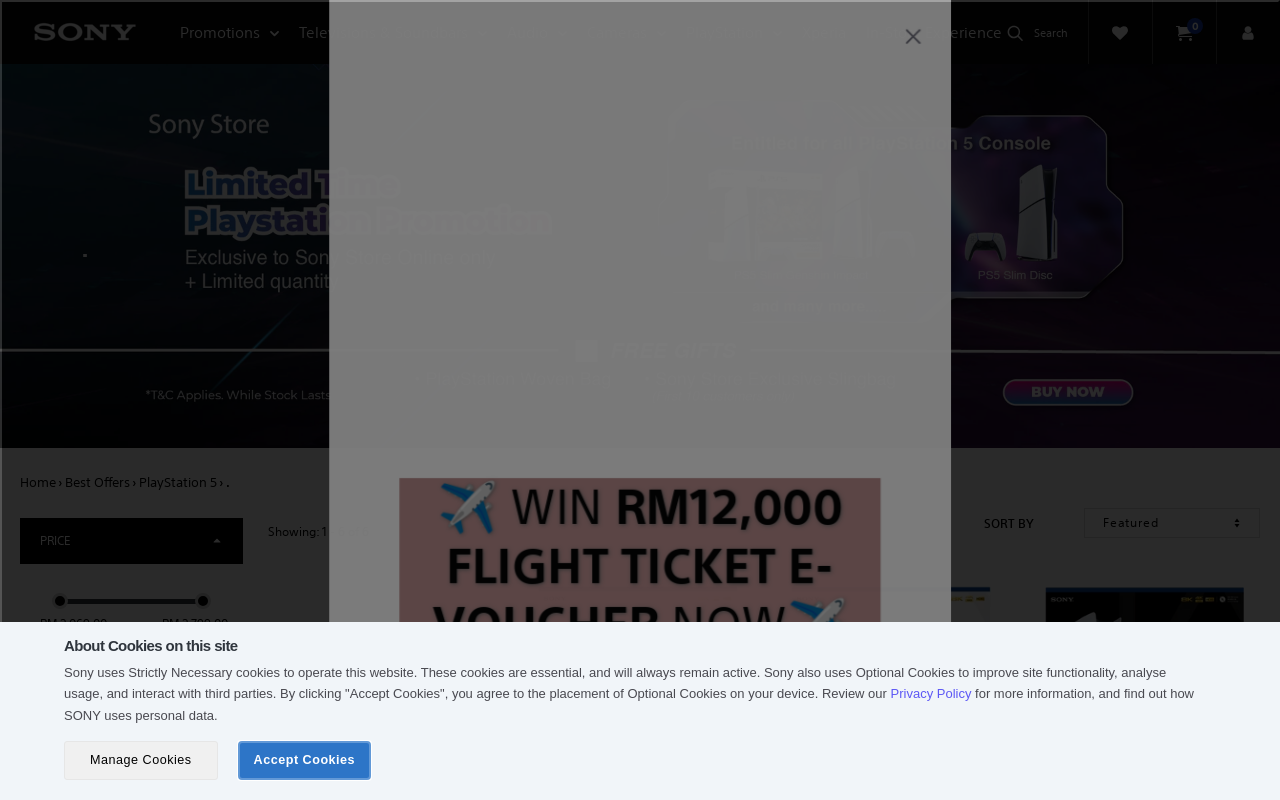 SONY
Promotions
Search
0
Sony Store
Limited Time
Playstation Promotion
Exclusive to
+ Limited
5 Console
PS5 Slim Disc
*T&C Applies. While Stock Lasts
BUY NOW
Home › Best Offers › PlayStation 5 › .
PRICE
Showing: 1
SORT BY
Featured
✈️ WIN RM12,000
FLIGHT TICKET E-
VOUCHER NOW ✈️
SONY
About Cookies on this site
Sony uses Strictly Necessary cookies to operate this website. These cookies are essential, and will always remain active. Sony also uses Optional Cookies to improve site functionality, analyse
usage, and interact with third parties. By clicking "Accept Cookies", you agree to the placement of Optional Cookies on your device. Review our Privacy Policy for more information, and find out how
SONY uses personal data.
Manage Cookies
Accept Cookies